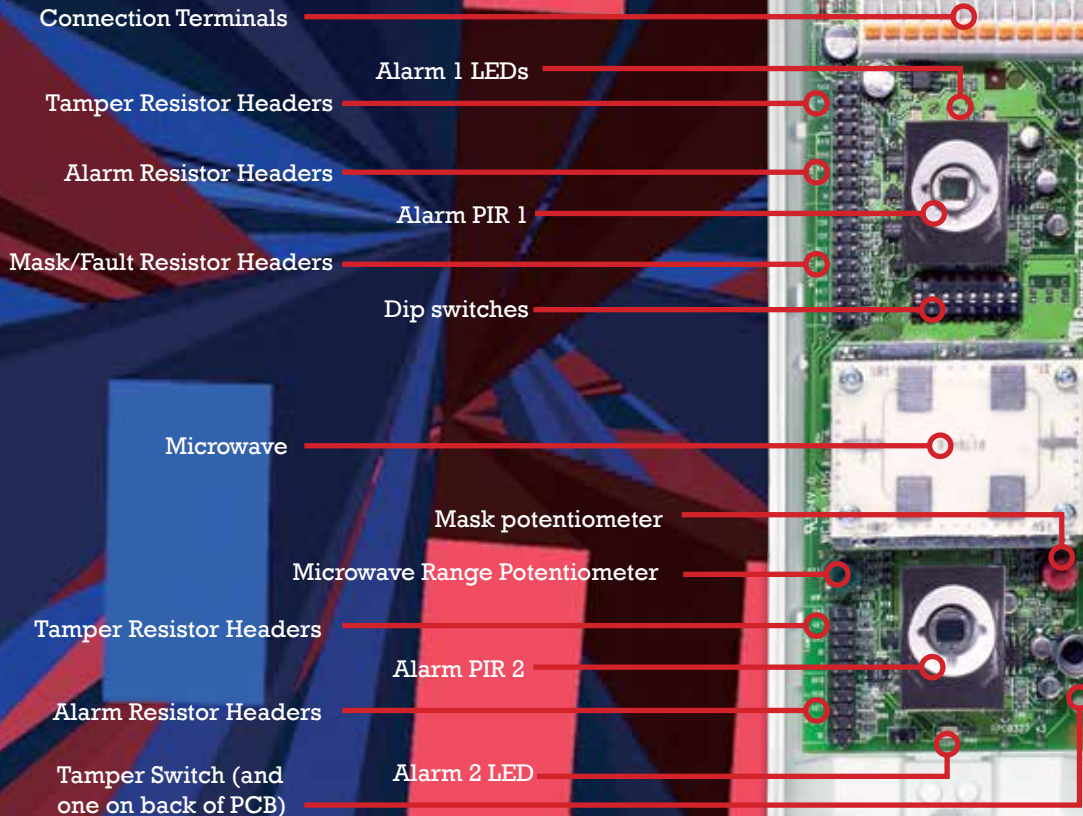 Connection Terminals
Alarm 1 LEDs
Tamper Resistor Headers
Alarm Resistor Headers
Alarm PIR 1
Mask/Fault Resistor Headers
Dip switches
Microwave
Mask potentiometer
Microwave Range Potentiometer
Tamper Resistor Headers
Alarm PIR 2
Alarm Resistor Headers
Alarm 2 LED
Tamper Switch (and
one on back of PCB)